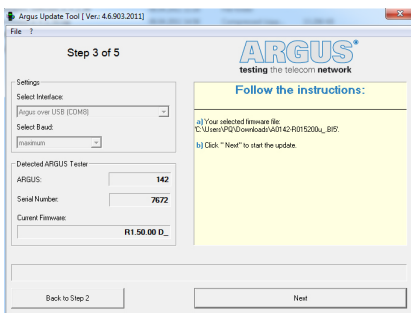 Argus Update Tool [ Ver.: 4.6.903.2011]
File ?
Step 3 of 5
ARGUS®
testing the telecom network
Settings
Select Interface:
Argus over USB (COM8)
Select Baud:
maximum
Detected ARGUS Tester
ARGUS: 142
Serial Number: 7672
Current Firmware:
R1.50.00 D_
Follow the instructions:
a) Your selected firmware file:
'C:\Users\PQ\Downloads\A0142-R015200u_.BI5'.
b) Click " Next" to start the update.
Back to Step 2
Next